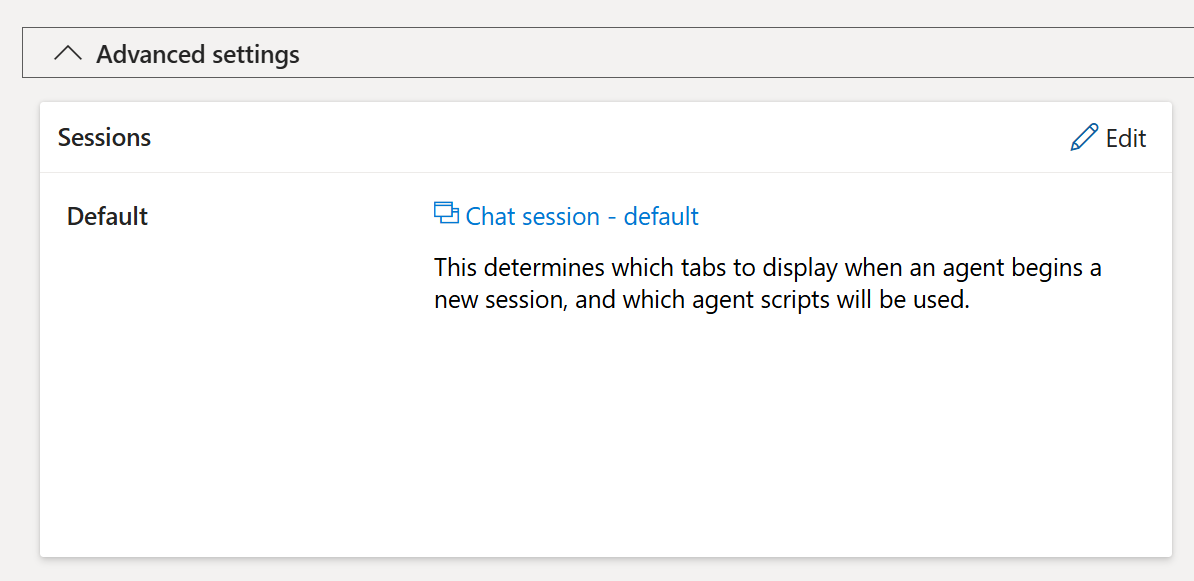 Advanced settings
Sessions
Edit
Default
Chat session - default
This determines which tabs to display when an agent begins a
new session, and which agent scripts will be used.